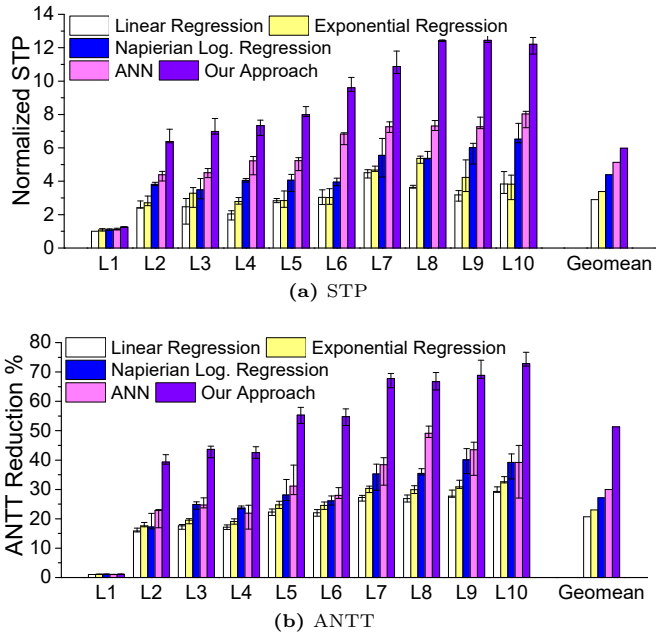 14
12
10
8
6
4
2
0
Normalized STP
Linear Regression
Exponential Regression
Napierian Log. Regression
ANN
Our Approach
L1 L2 L3 L4 L5 L6 L7 L8 L9 L10 Geomean
(a) STP
80
70
60
50
40
30
20
10
0
ANTT Reduction %
Linear Regression
Exponential Regression
Napierian Log. Regression
ANN
Our Approach
L1 L2 L3 L4 L5 L6 L7 L8 L9 L10 Geomean
(b) ANTT